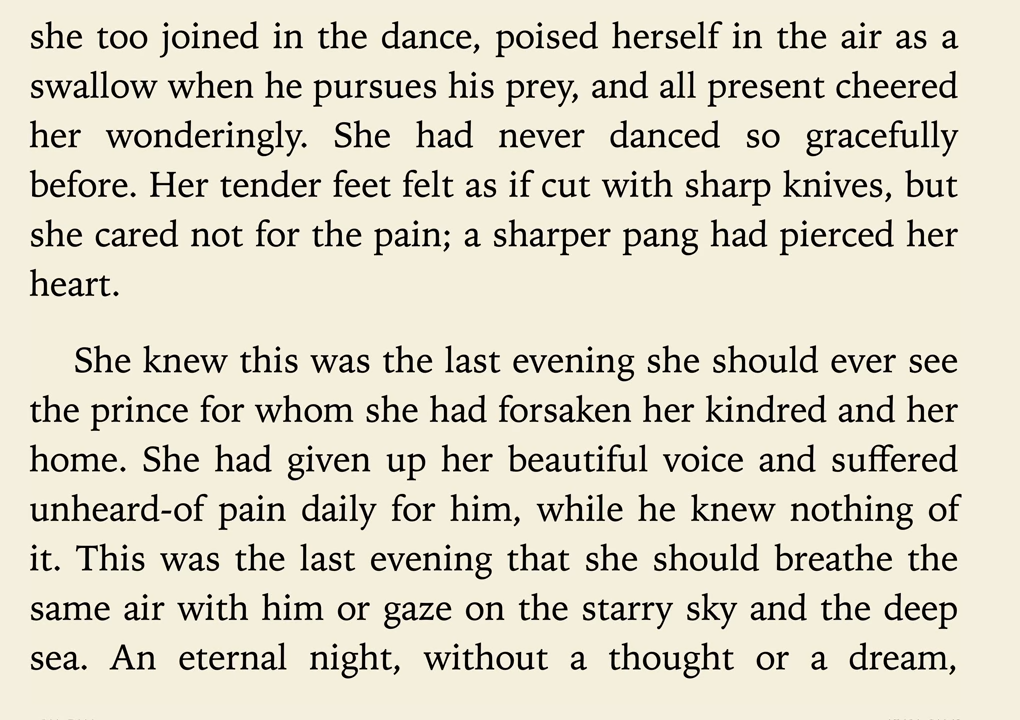 she too joined in the dance, poised herself in the air as a
swallow when he pursues his prey, and all present cheered
her wonderingly. She had never danced so gracefully
before. Her tender feet felt as if cut with sharp knives, but
she cared not for the pain; a sharper pang had pierced her
heart.
She knew this was the last evening she should ever see
the prince for whom she had forsaken her kindred and her
home. She had given up her beautiful voice and suffered
unheard-of pain daily for him, while he knew nothing of
it. This was the last evening that she should breathe the
same air with him or gaze on the starry sky and the deep
sea. An eternal night, without a thought or a dream,